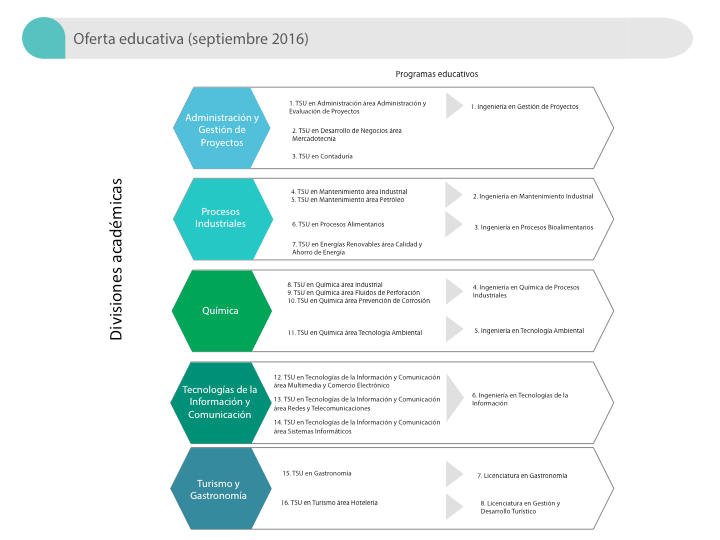 Oferta educativa (septiembre 2016)
Programas educativos
Divisiones académicas
Administración y
Gestión de
Proyectos
1. TSU en Administración área Administración y
Evaluación de Proyectos
2. TSU en Desarrollo de Negocios área
Mercadotecnia
3. TSU en Contaduría
1. Ingeniería en Gestión de Proyectos
Procesos
Industriales
4. TSU en Mantenimiento área Industrial
5. TSU en Mantenimiento área Petróleo
6. TSU en Procesos Alimentarios
7. TSU en Energías Renovables área Calidad y
Ahorro de Energía
2. Ingeniería en Mantenimiento Industrial
3. Ingeniería en Procesos Bioalimentarios
Química
8. TSU en Química área Industrial
9. TSU en Química área Fluidos de Perforación
10. TSU en Química área Prevención de Corrosión
11. TSU en Química área Tecnología Ambiental
4. Ingeniería en Química de Procesos
Industriales
5. Ingeniería en Tecnología Ambiental
Tecnologías de la
Información y
Comunicación
12. TSU en Tecnologías de la Información y Comunicación
área Multimedia y Comercio Electrónico
13. TSU en Tecnologías de la Información y Comunicación
área Redes y Telecomunicaciones
14. TSU en Tecnologías de la Información y Comunicación
área Sistemas Informáticos
6. Ingeniería en Tecnologías de la
Información
Turismo y
Gastronomía
15. TSU en Gastronomía
16. TSU en Turismo área Hotelería
7. Licenciatura en Gastronomía
8. Licenciatura en Gestión y
Desarrollo Turístico